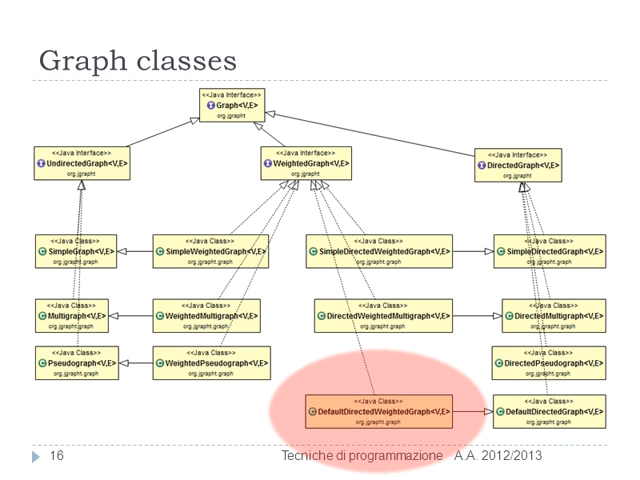 Graph classes
<<Java Interface>>
Graph<V,E>
org.jgrapht
<<Java Interface>>
UndirectedGraph<V,E>
org.jgrapht
<<Java Interface>>
WeightedGraph<V,E>
org.jgrapht
<<Java Interface>>
DirectedGraph<V,E>
org.jgrapht
<<Java Class>>
SimpleGraph<V,E>
org.jgrapht.graph
<<Java Class>>
SimpleWeightedGraph<V,E>
org.jgrapht.graph
<<Java Class>>
SimpleDirectedWeightedGraph<V,E>
org.jgrapht.graph
<<Java Class>>
SimpleDirectedGraph<V,E>
org.jgrapht.graph
<<Java Class>>
Multigraph<V,E>
org.jgrapht.graph
<<Java Class>>
WeightedMultigraph<V,E>
org.jgrapht.graph
<<Java Class>>
DirectedWeightedMultigraph<V,E>
org.jgrapht.graph
<<Java Class>>
DirectedMultigraph<V,E>
org.jgrapht.graph
<<Java Class>>
Pseudograph<V,E>
org.jgrapht.graph
<<Java Class>>
WeightedPseudograph<V,E>
org.jgrapht.graph
<<Java Class>>
DirectedPseudograph<V,E>
org.jgrapht.graph
<<Java Class>>
DefaultDirectedWeightedGraph<V,E>
org.jgrapht.graph
<<Java Class>>
DefaultDirectedGraph<V,E>
org.jgrapht.graph
16
Tecniche di programmazione A.A. 2012/2013